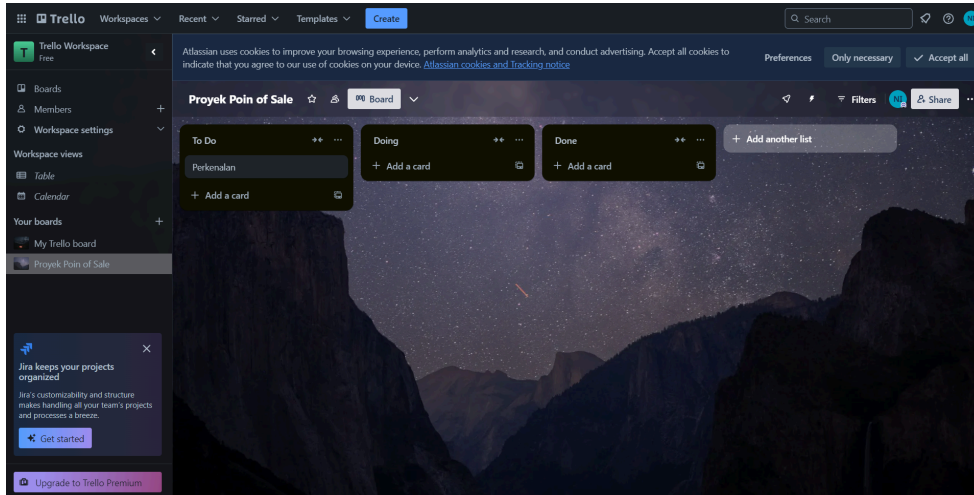 Trello
Workspaces
Recent
Starred
Templates
Create
Search
NI
T
Trello Workspace
Free
Atlassian uses cookies to improve your browsing experience, perform analytics and research, and conduct advertising. Accept all cookies to
indicate that you agree to our use of cookies on your device. Atlassian cookies and Tracking notice
Preferences
Only necessary
Accept all
Boards
Members
Workspace settings
Workspace views
Table
Calendar
Your boards
My Trello board
Proyek Poin of Sale
Proyek Poin of Sale
Board
Filters
NI
Share
To Do
Perkenalan
+ Add a card
Doing
+ Add a card
Done
+ Add a card
+ Add another list
Jira keeps your projects
organized
Jira's customizability and structure
makes handling all your team's projects
and processes a breeze.
Get started
Upgrade to Trello Premium